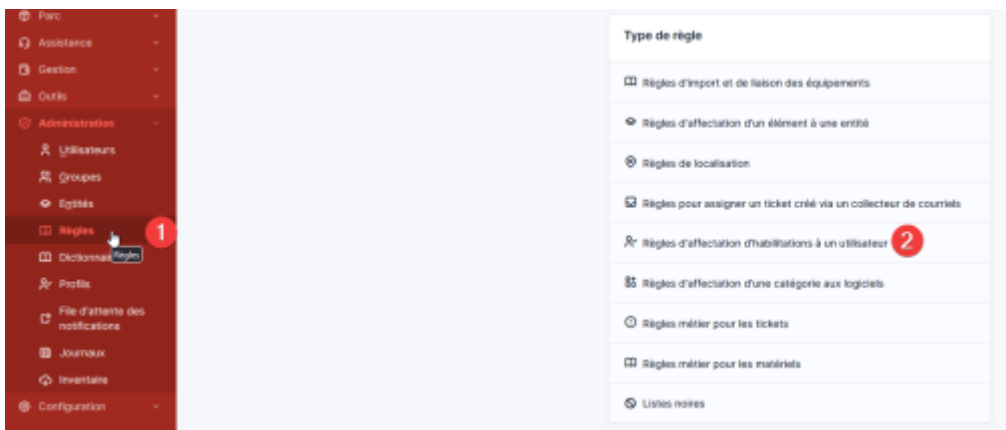 Parc
Assistance
Gestion
Outils
Administration
Utilisateurs
Groupes
Entités
Règles
1
Dictionnai
Règles
Profils
File d'attente des
notifications
Journaux
Inventaire
Configuration
Type de règle
Règles d'import et de liaison des équipements
Règles d'affectation d'un élément à une entité
Règles de localisation
Règles pour assigner un ticket créé via un collecteur de courriels
Règles d'affectation d'habilitations à un utilisateur
2
Règles d'affectation d'une catégorie aux logiciels
Règles métier pour les tickets
Règles métier pour les matériels
Listes noires